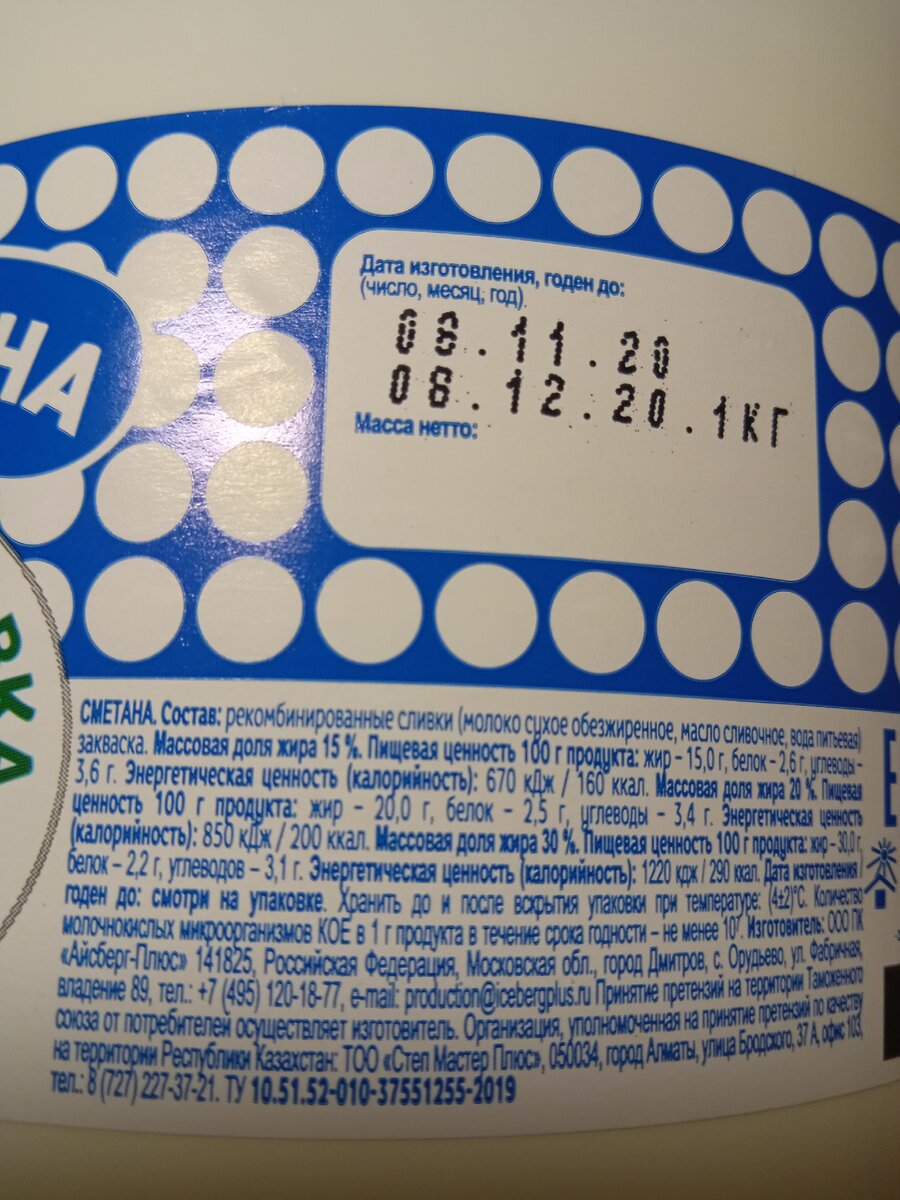 НА
ВКА
Дата изготовления, годен до:
(число, месяц, год).
06.11.20
06.12.20.1КГ
Масса нетто:
СМЕТАНА. Состав: рекомбинированные сливки (молоко сухое обезжиренное, масло сливочное, вода питьевая)
закваска. Массовая доля жира 15 %. Пищевая ценность 100 г продукта: жир – 15,0 г, белок – 2,6 г, углеводы –
3,6 г. Энергетическая ценность (калорийность): 670 кДж / 160 ккал. Массовая доля жира 20 %. Пищевая
ценность 100 г продукта: жир – 20,0 г, белок – 2,5 г, углеводы – 3,4 г. Энергетическая ценность
(калорийность): 850 кДж / 200 ккал. Массовая доля жира 30 %. Пищевая ценность 100 г продукта: жир – 30,0 г,
белок – 2,2 г, углеводов – 3,1 г. Энергетическая ценность (калорийность): 1220 кдж / 290 ккал. Дата изготовления /
годен до: смотри на упаковке. Хранить до и после вскрытия упаковки при температуре: (4±2)°С. Количество
молочнокислых микроорганизмов КОЕ в 1 г продукта в течение срока годности – не менее 10⁷. Изготовитель: ООО ПК
«Айсберг-Плюс» 141825, Российская Федерация, Московская обл., город Дмитров, с. Орудьево, ул. Фабричная,
владение 89, тел.: +7 (495) 120-18-77, e-mail: production@icebergplus.ru Принятие претензий на территории Таможенного
союза от потребителей осуществляет изготовитель. Организация, уполномоченная на принятие претензий по качеству
на территории Республики Казахстан: ТОО «Степ Мастер Плюс», 050034, город Алматы, улица Бродского, 37 А, офис 103,
тел.: 8 (727) 227-37-21. ТУ 10.51.52-010-37551255-2019